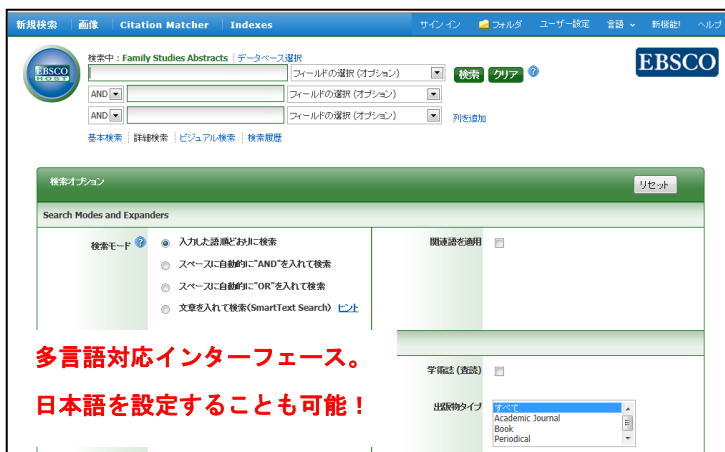 新規検索 画像 Citation Matcher Indexes サインイン フォルダ ユーザー設定 言語 新機能! ヘルプ
検索中 : Family Studies Abstracts データベース選択
フィールドの選択 (オプション) 検索 クリア
AND フィールドの選択 (オプション)
AND フィールドの選択 (オプション) 列を追加
基本検索 詳細検索 ビジュアル検索 検索履歴
EBSCO
HOST
EBSCO
検索オプション リセット
Search Modes and Expanders
検索モード 入力した語順どおりに検索 関連語を適用
スペースに自動的に"AND"を入れて検索
スペースに自動的に"OR"を入れて検索
文章を入れて検索(SmartText Search) ヒント
多言語対応インターフェース。
日本語を設定することも可能！
学術誌 (査読)
出版物タイプ すべて
Academic Journal
Book
Periodical